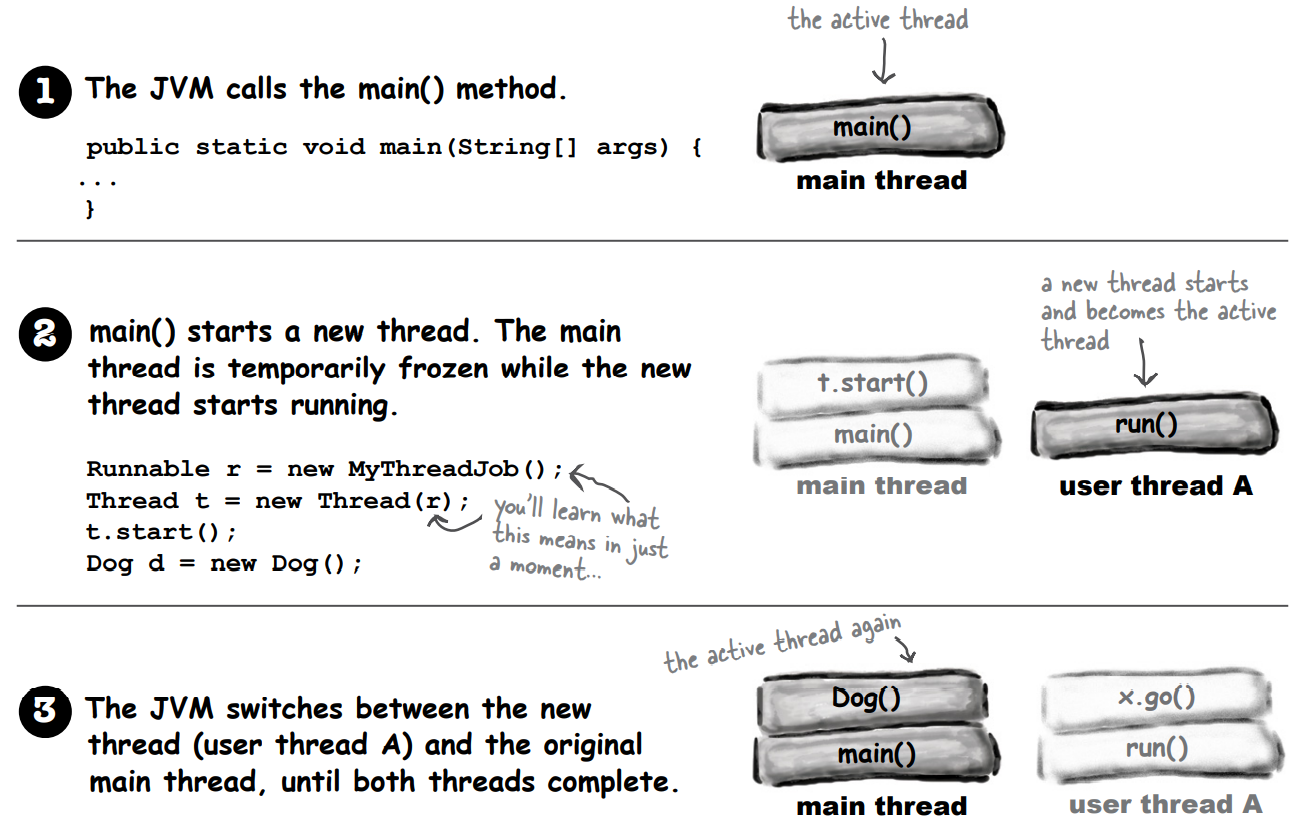 the active thread
1 The JVM calls the main() method.
public static void main(String[] args) {
...
}
main()
main thread
2 main() starts a new thread. The main
thread is temporarily frozen while the new
thread starts running.
Runnable r = new MyThreadJob();
Thread t = new Thread(r);
t.start();
Dog d = new Dog();
you'll learn what
this means in just
a moment...
t.start()
main()
main thread
a new thread starts
and becomes the active
thread
run()
user thread A
3 The JVM switches between the new
thread (user thread A) and the original
main thread, until both threads complete.
the active thread again
Dog()
main()
main thread
x.go()
run()
user thread A